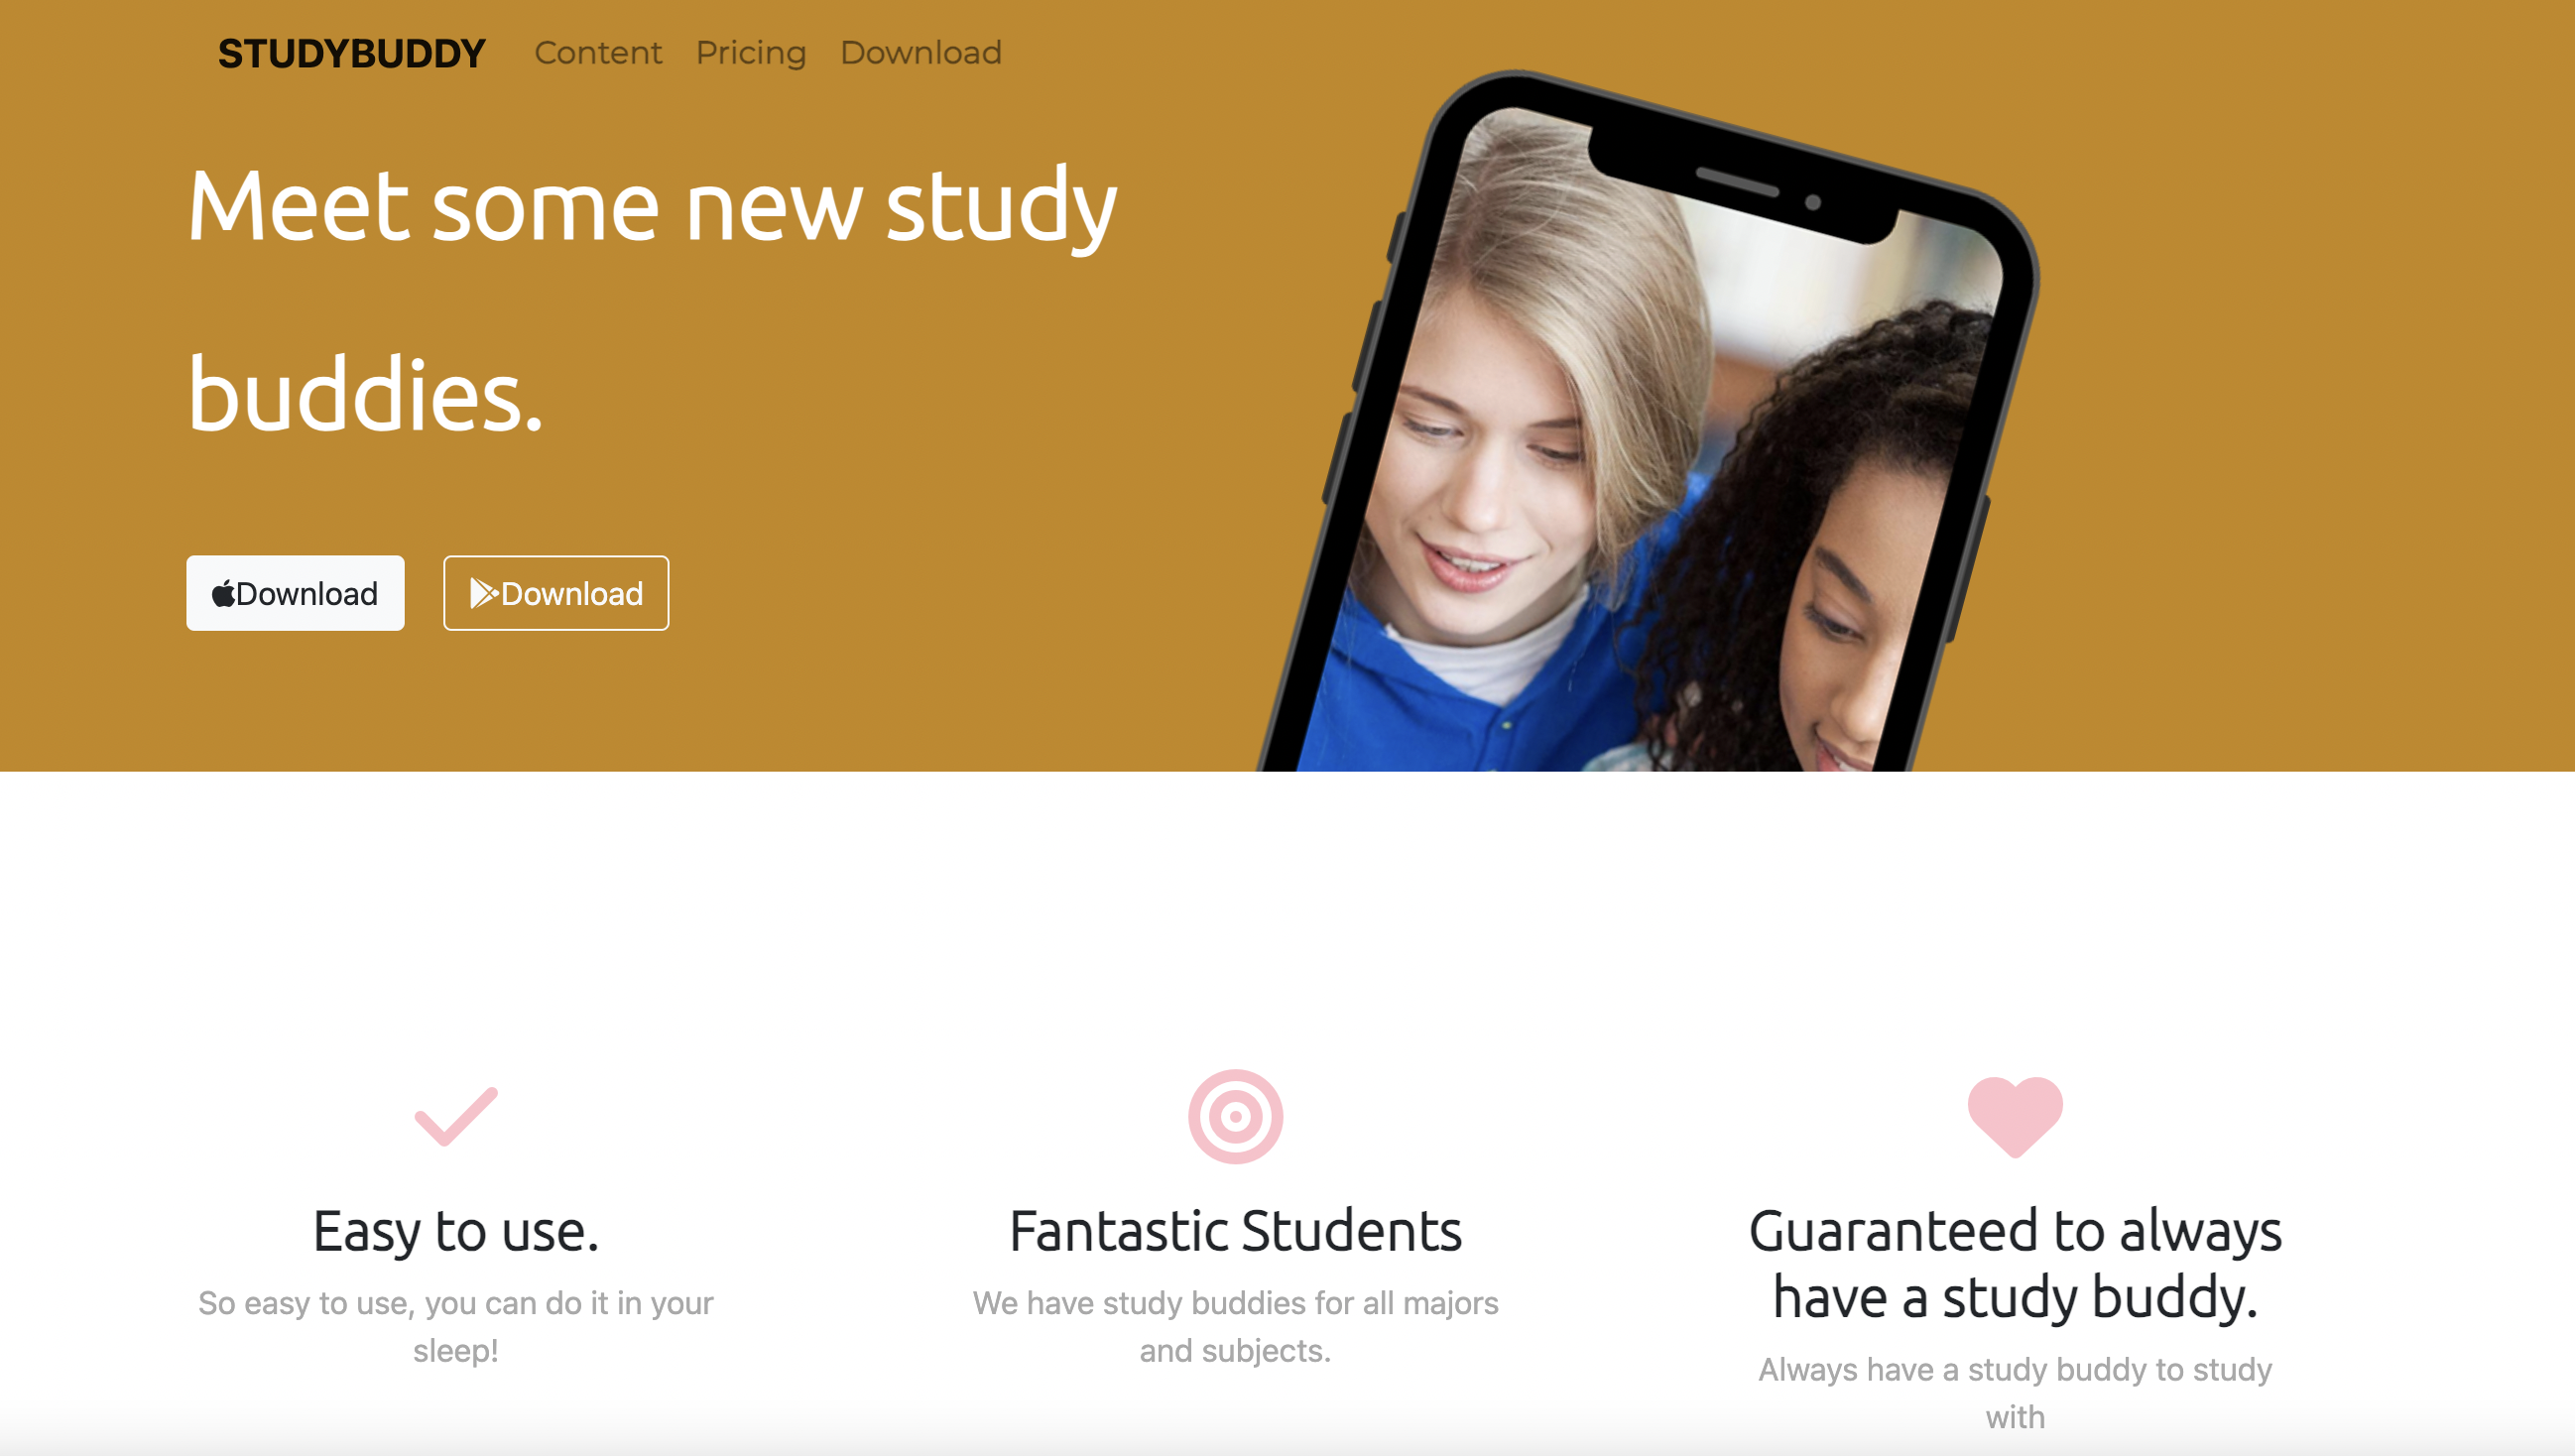 STUDYBUDDY Content Pricing Download
Meet some new study
buddies.
Download Download
Easy to use.
So easy to use, you can do it in your
sleep!
Fantastic Students
We have study buddies for all majors
and subjects.
Guaranteed to always
have a study buddy.
Always have a study buddy to study
with